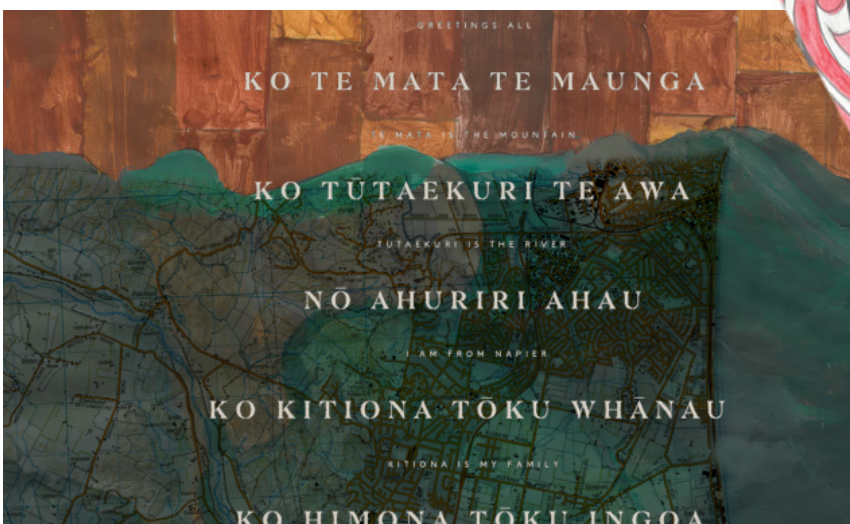 GREETINGS ALL
KO TE MATA TE MAUNGA
TE MATA IS THE MOUNTAIN
KO TŪTAEKURI TE AWA
TUTAEKURI IS THE RIVER
NŌ AHURIRI AHAU
I AM FROM NAPIER
KO KITIONA TŌKU WHĀNAU
KITIONA IS MY FAMILY
KO HIMONA TŌKU INGOA